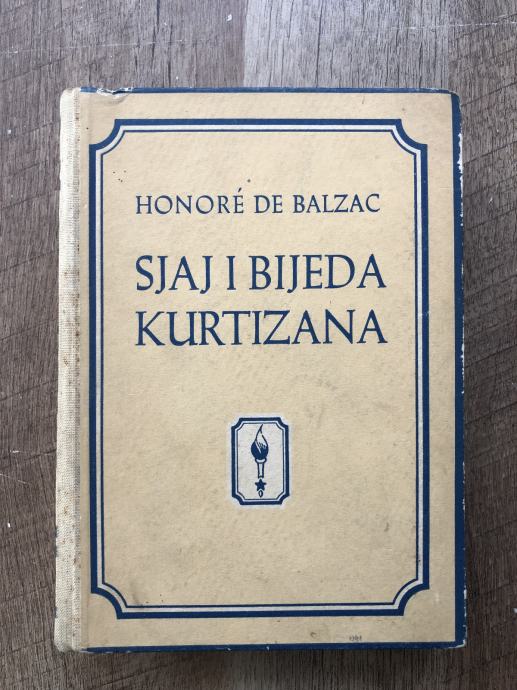 HONORÉ DE BALZAC
SJAJ I BIJEDA
KURTIZANA